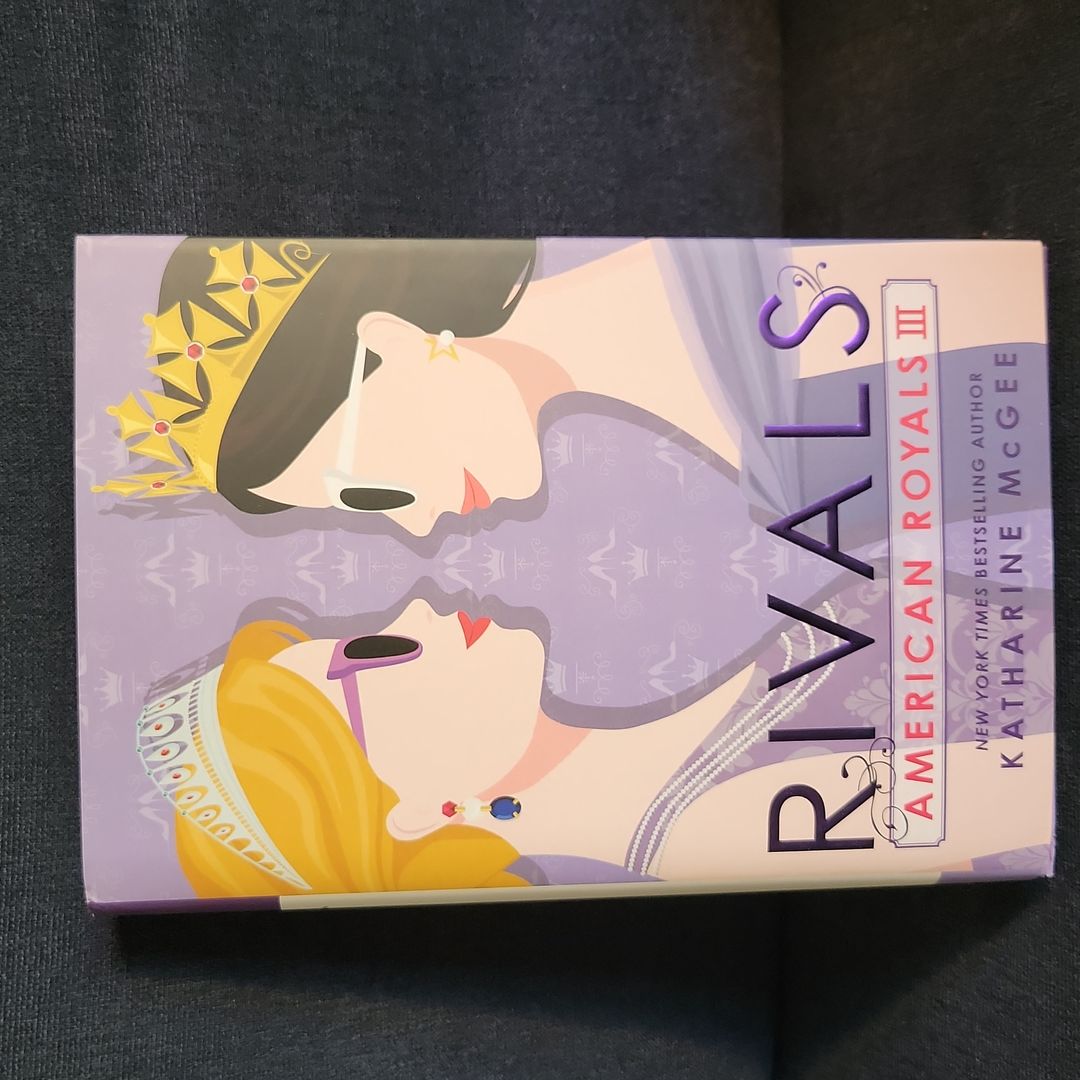 RIVALS
AMERICAN ROYALS III
NEW YORK TIMES BESTSELLING AUTHOR
KATHARINE McGEE